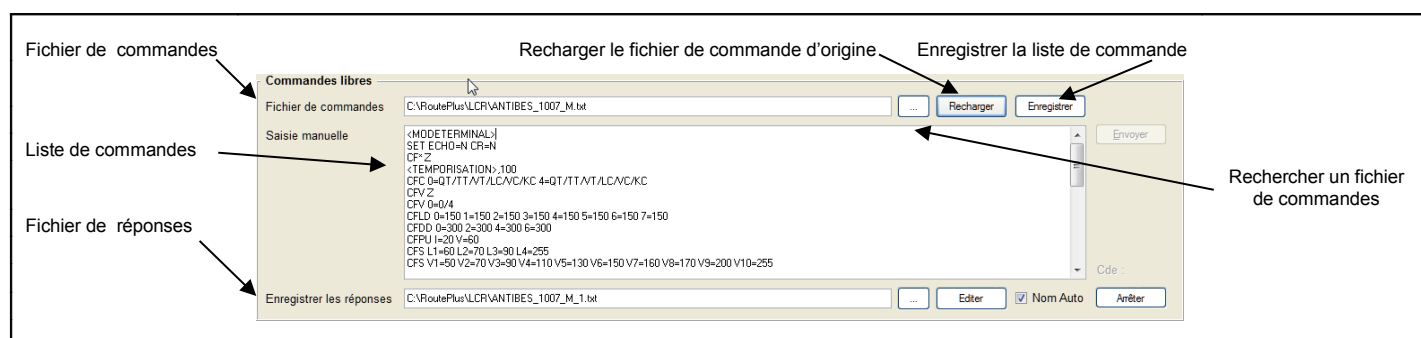 Fichier de commandes
Recharger le fichier de commande d'origine
Enregistrer la liste de commande
Commandes libres
Fichier de commandes C:\RoutePlus\LCR\ANTIBES_1007_M.txt ... Recharger Enregistrer
Saisie manuelle
<MODETERMINAL>
SET ECHO=N CR=N
CF*Z
<TEMPORISATION>,100
CFC 0=QT/TT/VT/LC/VC/KC 4=QT/TT/VT/LC/VC/KC
CFV Z
CFV 0=0/4
CFLD 0=150 1=150 2=150 3=150 4=150 5=150 6=150 7=150
CFDD 0=300 2=300 4=300 6=300
CFPU I=20 V=60
CFS L1=60 L2=70 L3=90 L4=255
CFS V1=50 V2=70 V3=90 V4=110 V5=130 V6=150 V7=160 V8=170 V9=200 V10=255
Envoyer
Liste de commandes
Rechercher un fichier
de commandes
Fichier de réponses
Cde :
Enregistrer les réponses C:\RoutePlus\LCR\ANTIBES_1007_M_1.txt ... Editer Nom Auto Arrêter